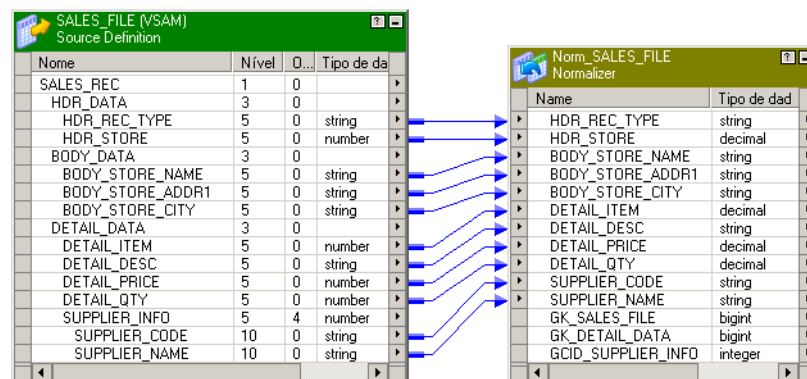 SALES_FILE (VSAM)
Source Definition
Nome Nível O... Tipo de da
SALES_REC 1 0
HDR_DATA 3 0
HDR_REC_TYPE 5 0 string
HDR_STORE 5 0 number
BODY_DATA 3 0
BODY_STORE_NAME 5 0 string
BODY_STORE_ADDR1 5 0 string
BODY_STORE_CITY 5 0 string
DETAIL_DATA 3 0
DETAIL_ITEM 5 0 number
DETAIL_DESC 5 0 string
DETAIL_PRICE 5 0 number
DETAIL_QTY 5 0 number
SUPPLIER_INFO 5 4 number
SUPPLIER_CODE 10 0 string
SUPPLIER_NAME 10 0 string
Norm_SALES_FILE
Normalizer
Name Tipo de dad
HDR_REC_TYPE string
HDR_STORE decimal
BODY_STORE_NAME string
BODY_STORE_ADDR1 string
BODY_STORE_CITY string
DETAIL_ITEM decimal
DETAIL_DESC string
DETAIL_PRICE decimal
DETAIL_QTY decimal
SUPPLIER_CODE string
SUPPLIER_NAME string
GK_SALES_FILE bigint
GK_DETAIL_DATA bigint
GCID_SUPPLIER_INFO integer